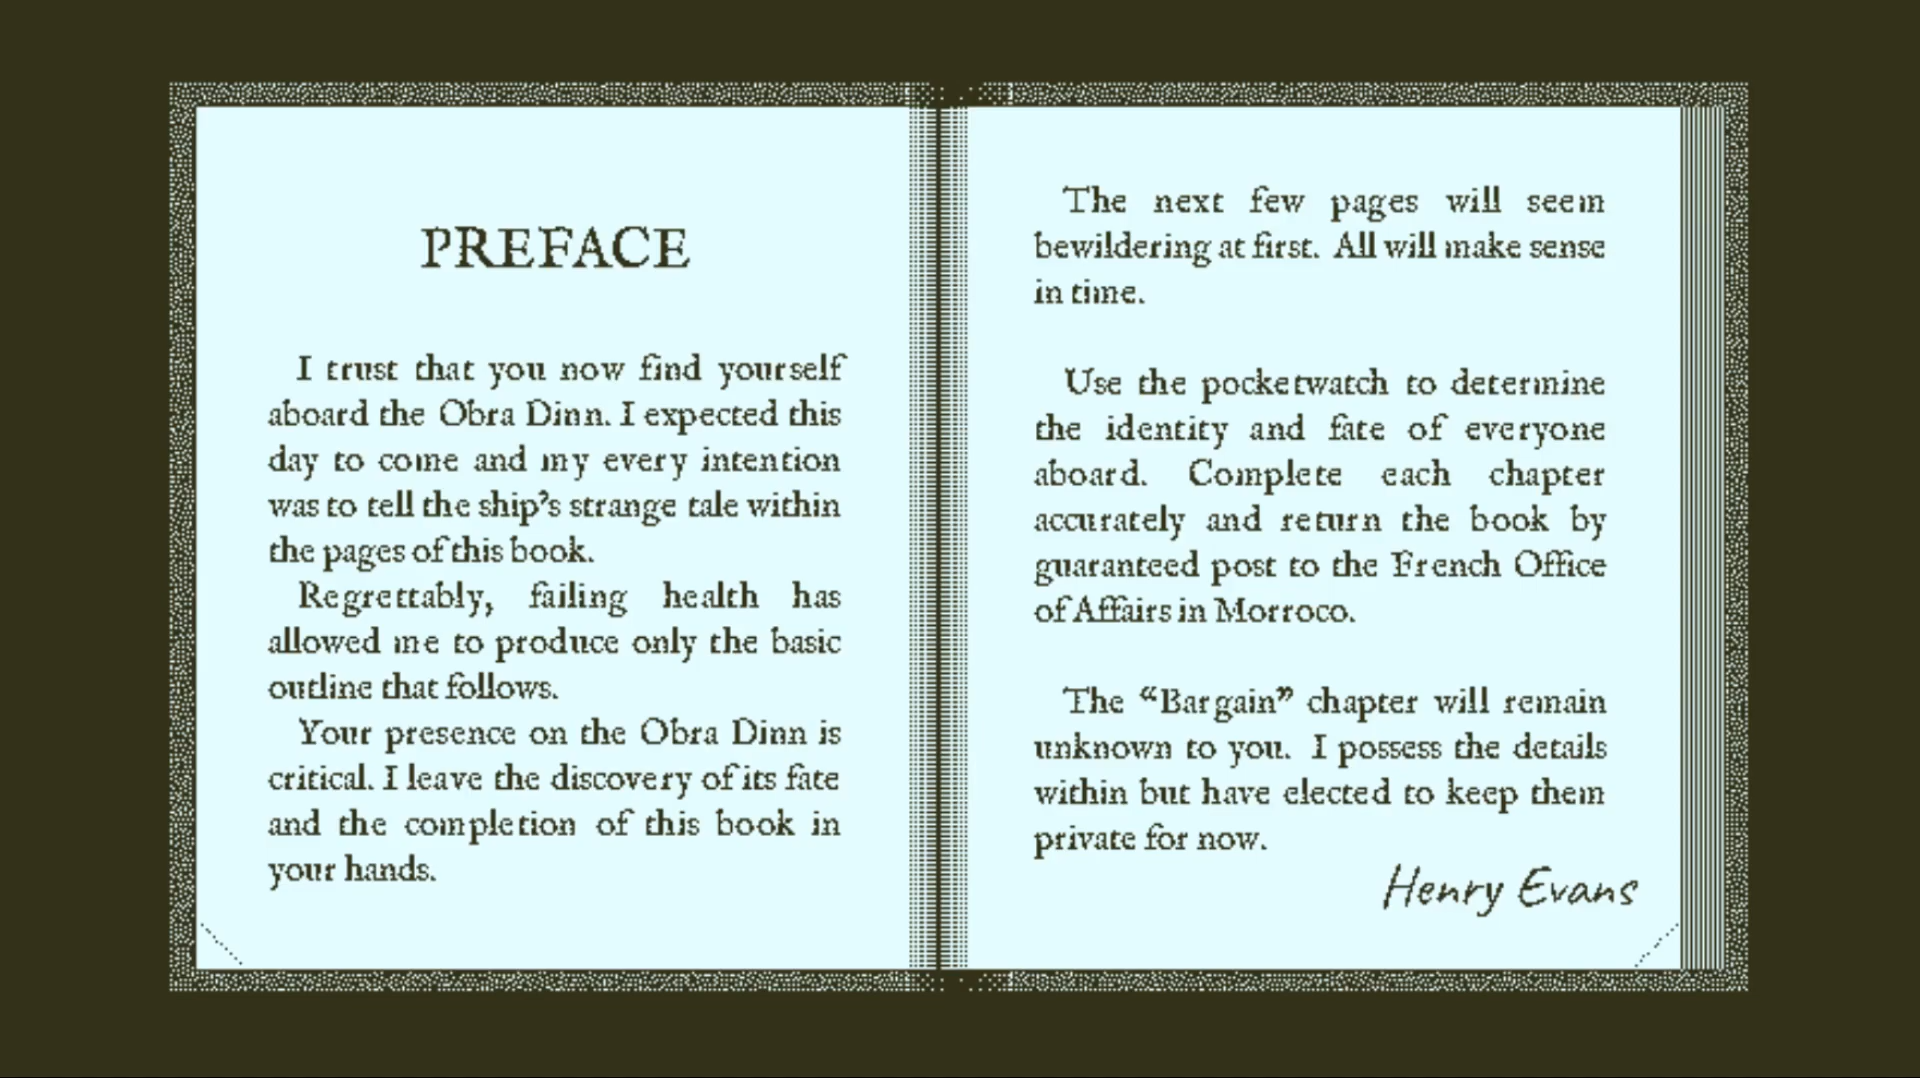 PREFACE
I trust that you now find yourself
aboard the Obra Dinn. I expected this
day to come and my every intention
was to tell the ship's strange tale within
the pages of this book.
Regrettably, failing health has
allowed me to produce only the basic
outline that follows.
Your presence on the Obra Dinn is
critical. I leave the discovery of its fate
and the completion of this book in
your hands.
The next few pages will seem
bewildering at first. All will make sense
in time.
Use the pocketwatch to determine
the identity and fate of everyone
aboard. Complete each chapter
accurately and return the book by
guaranteed post to the French Office
of Affairs in Morroco.
The “Bargain” chapter will remain
unknown to you. I possess the details
within but have elected to keep them
private for now.
Henry Evans